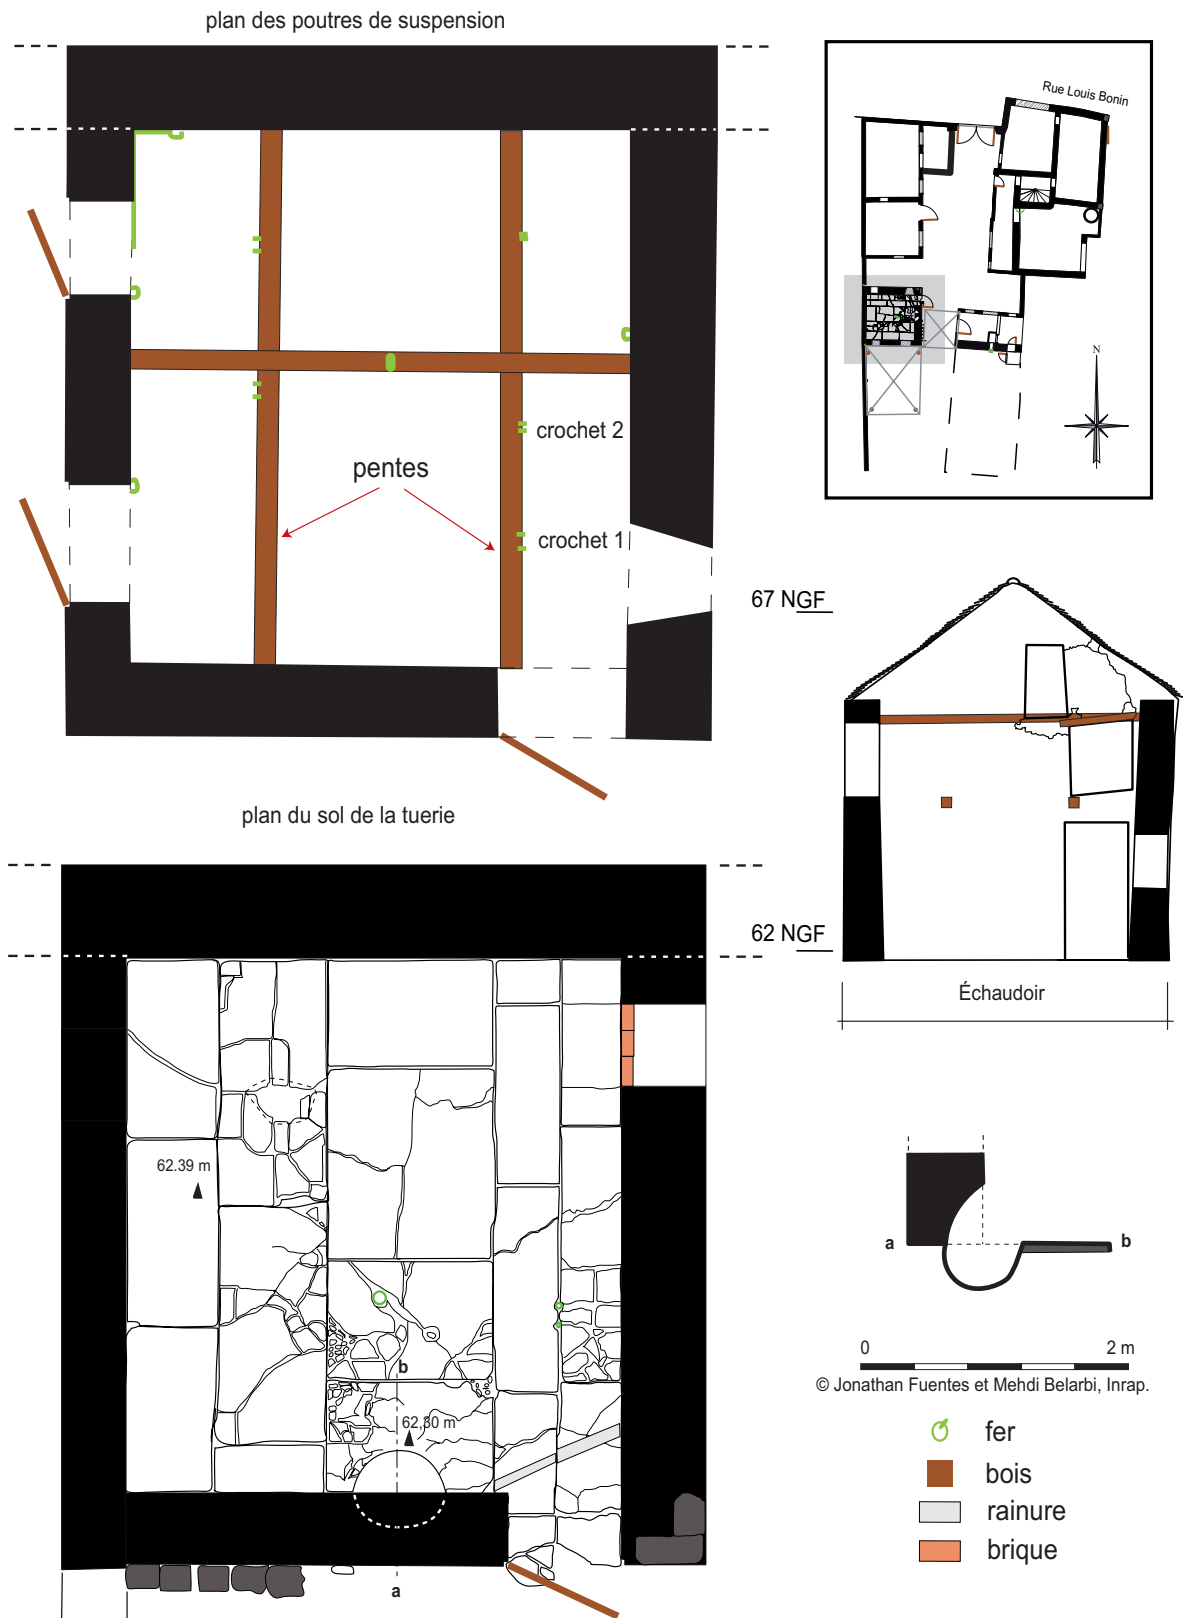 plan des poutres de suspension
Rue Louis Bonin
N
crochet 2
pentes
crochet 1
67 NGF
plan du sol de la tuerie
62 NGF
Échaudoir
62.39 m
a
b
b
62,30 m
a
0
2 m
© Jonathan Fuentes et Mehdi Belarbi, Inrap.
fer
bois
rainure
brique